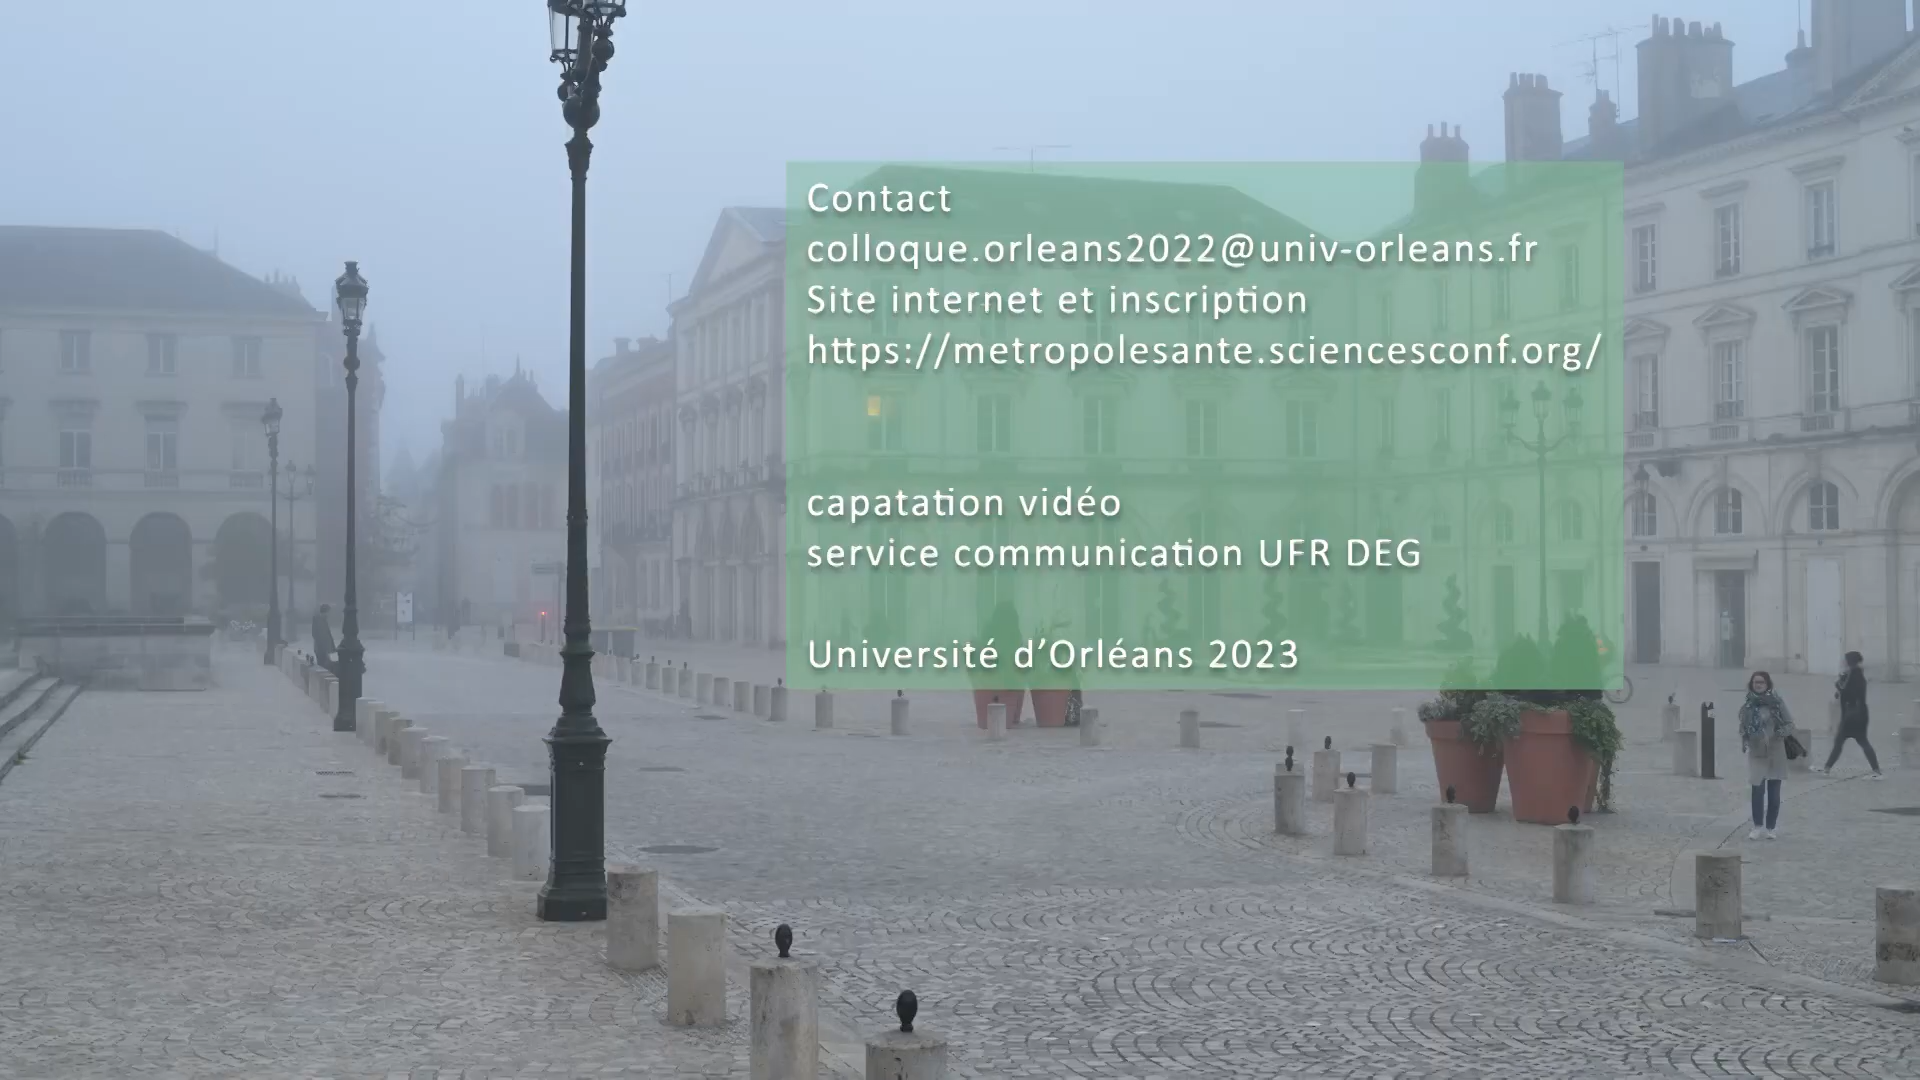 Contact
colloque.orleans2022@univ-orleans.fr
Site internet et inscription
https://metropolesante.sciencesconf.org/
capatation vidéo
service communication UFR DEG
Université d’Orléans 2023